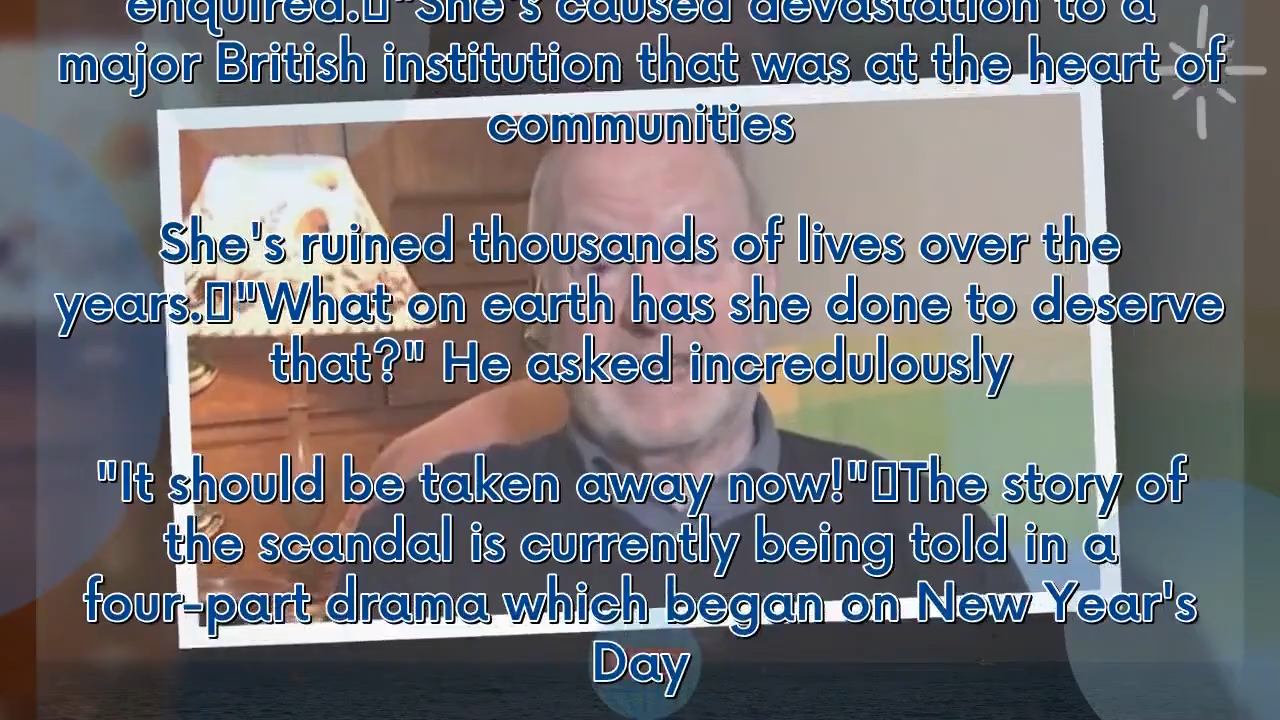 enquired.▯"She's caused devastation to a
major British institution that was at the heart of
communities
She's ruined thousands of lives over the
years.▯"What on earth has she done to deserve
that?" He asked incredulously
"It should be taken away now!"▯The story of
the scandal is currently being told in a
four-part drama which began on New Year's
Day